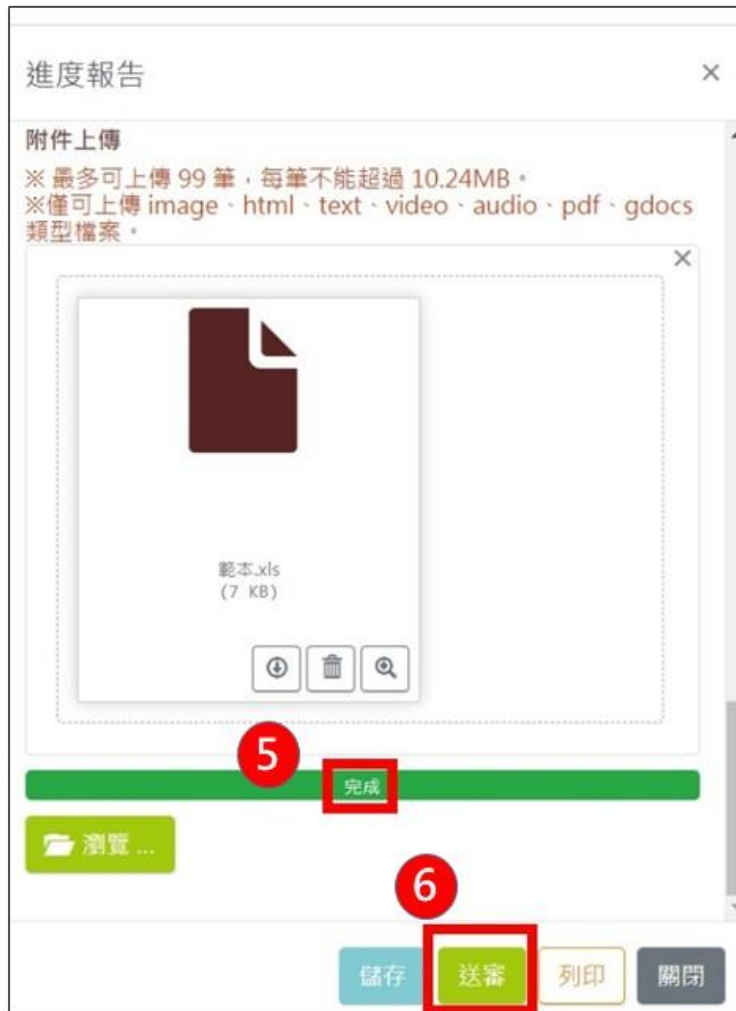 進度報告
附件上傳
※ 最多可上傳 99 筆，每筆不能超過 10.24MB。
※僅可上傳 image、html、text、video、audio、pdf、gdocs
類型檔案。
範本.xls
(7 KB)
5
完成
瀏覽 ...
6
儲存 送審 列印 關閉